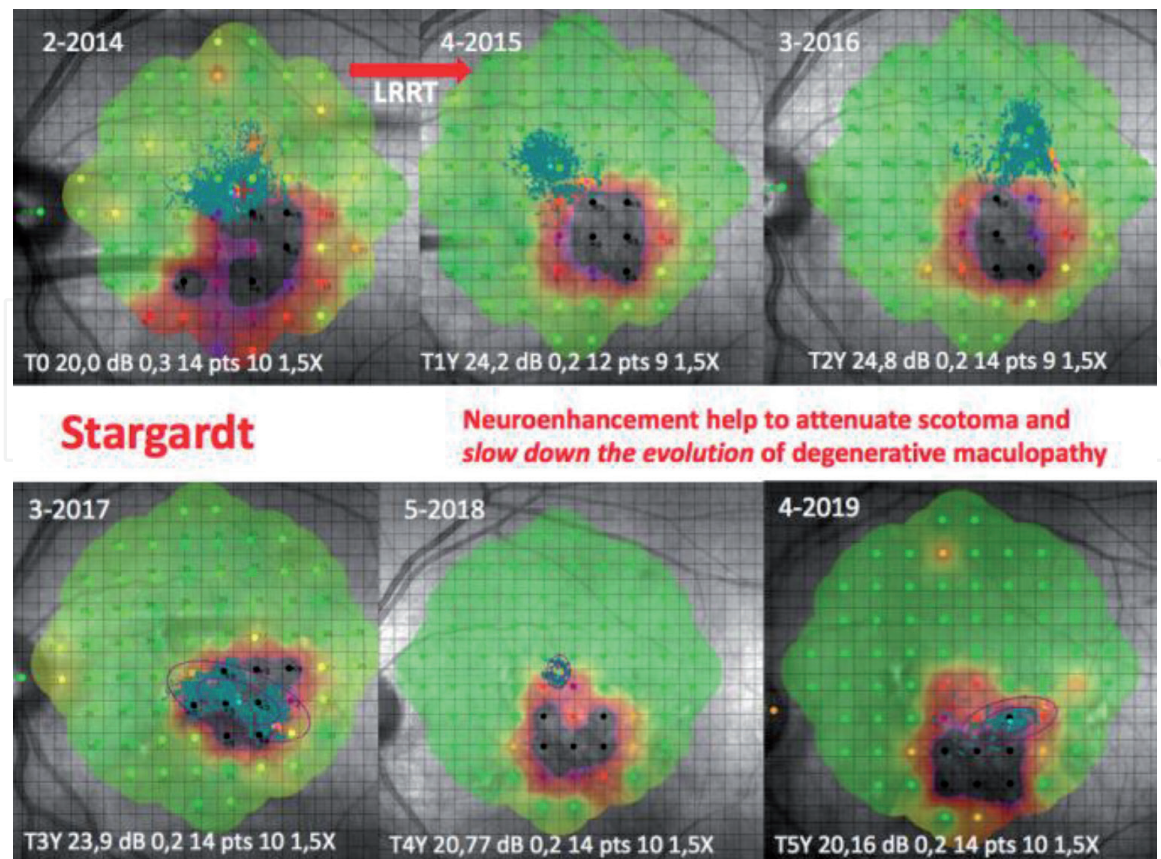 2-2014
4-2015
3-2016
LRRT
T0 20,0 dB 0,3 14 pts 10 1,5X
T1Y 24,2 dB 0,2 12 pts 9 1,5X
T2Y 24,8 dB 0,2 14 pts 9 1,5X
Stargardt
Neuroenhancement help to attenuate scotoma and
slow down the evolution of degenerative maculopathy
3-2017
5-2018
4-2019
T3Y 23,9 dB 0,2 14 pts 10 1,5X
T4Y 20,77 dB 0,2 14 pts 10 1,5X
T5Y 20,16 dB 0,2 14 pts 10 1,5X